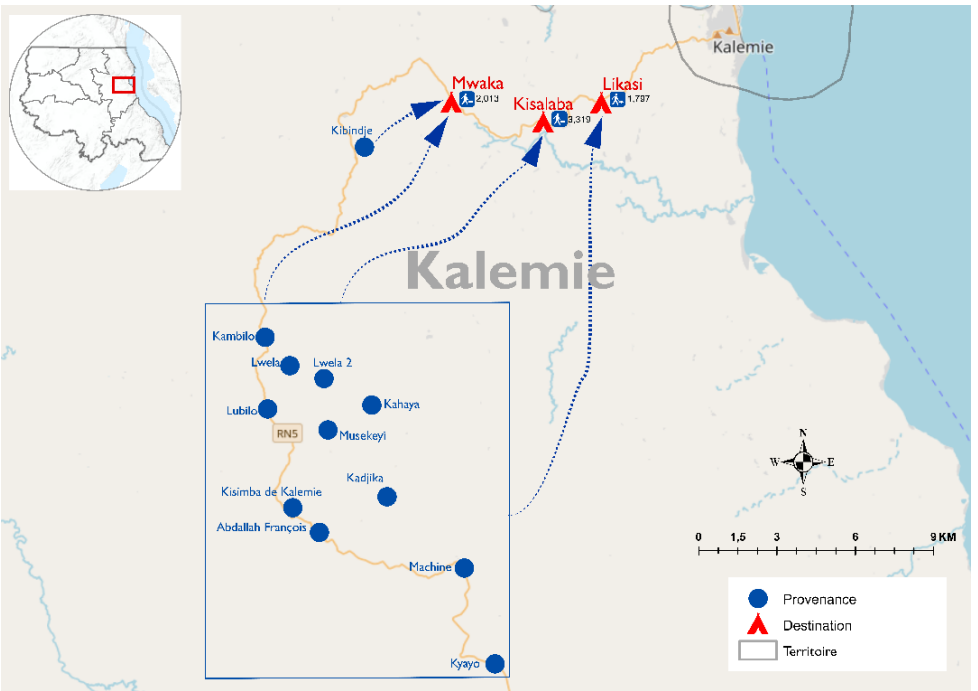 Kalemie
Mwaka
2,013
Likasi
1,797
Kisalaba
3,319
Kibindje
Kalemie
Kambilo
Lwela
Lwela 2
Kahaya
Lubilo
RN5
Musekeyi
Kadjika
Kisimba de Kalemie
Abdallah François
Machine
Kyayo
N
W
E
S
0 1,5 3 6 9 KM
Provenance
Destination
Territoire